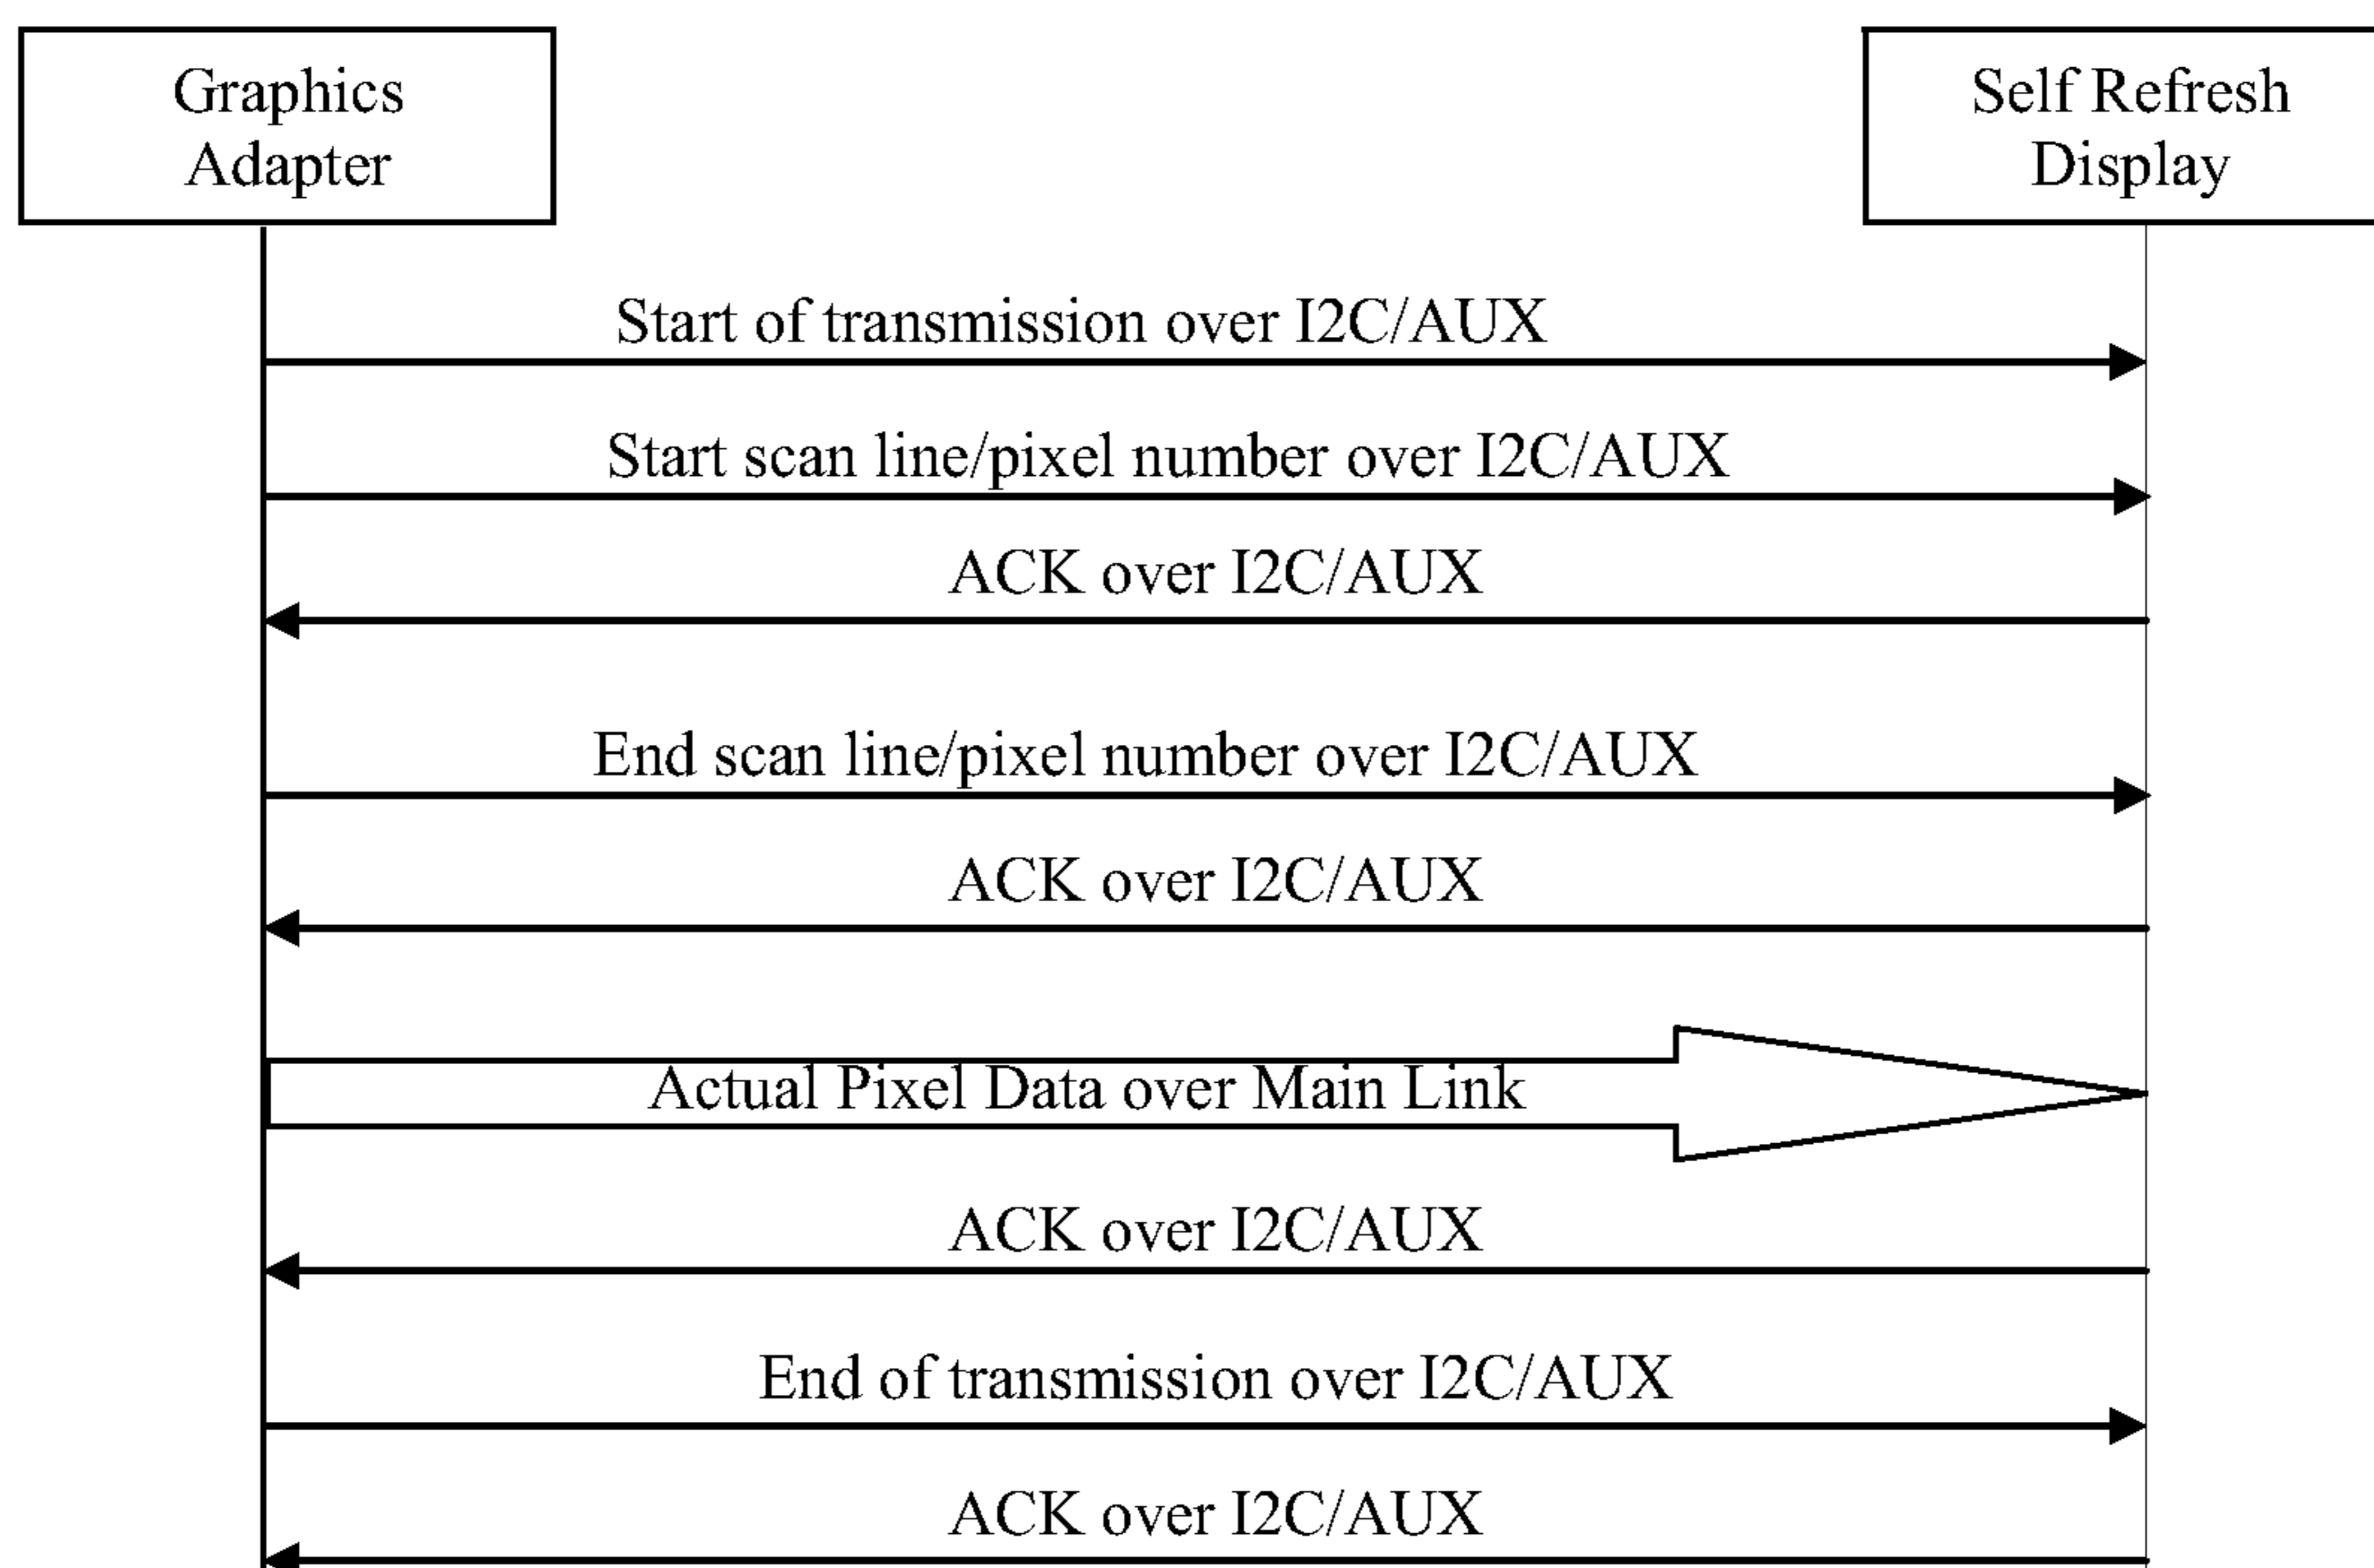 Graphics
Adapter
Self Refresh
Display
Start of transmission over I2C/AUX
Start scan line/pixel number over I2C/AUX
ACK over I2C/AUX
End scan line/pixel number over I2C/AUX
ACK over I2C/AUX
Actual Pixel Data over Main Link
ACK over I2C/AUX
End of transmission over I2C/AUX
ACK over I2C/AUX